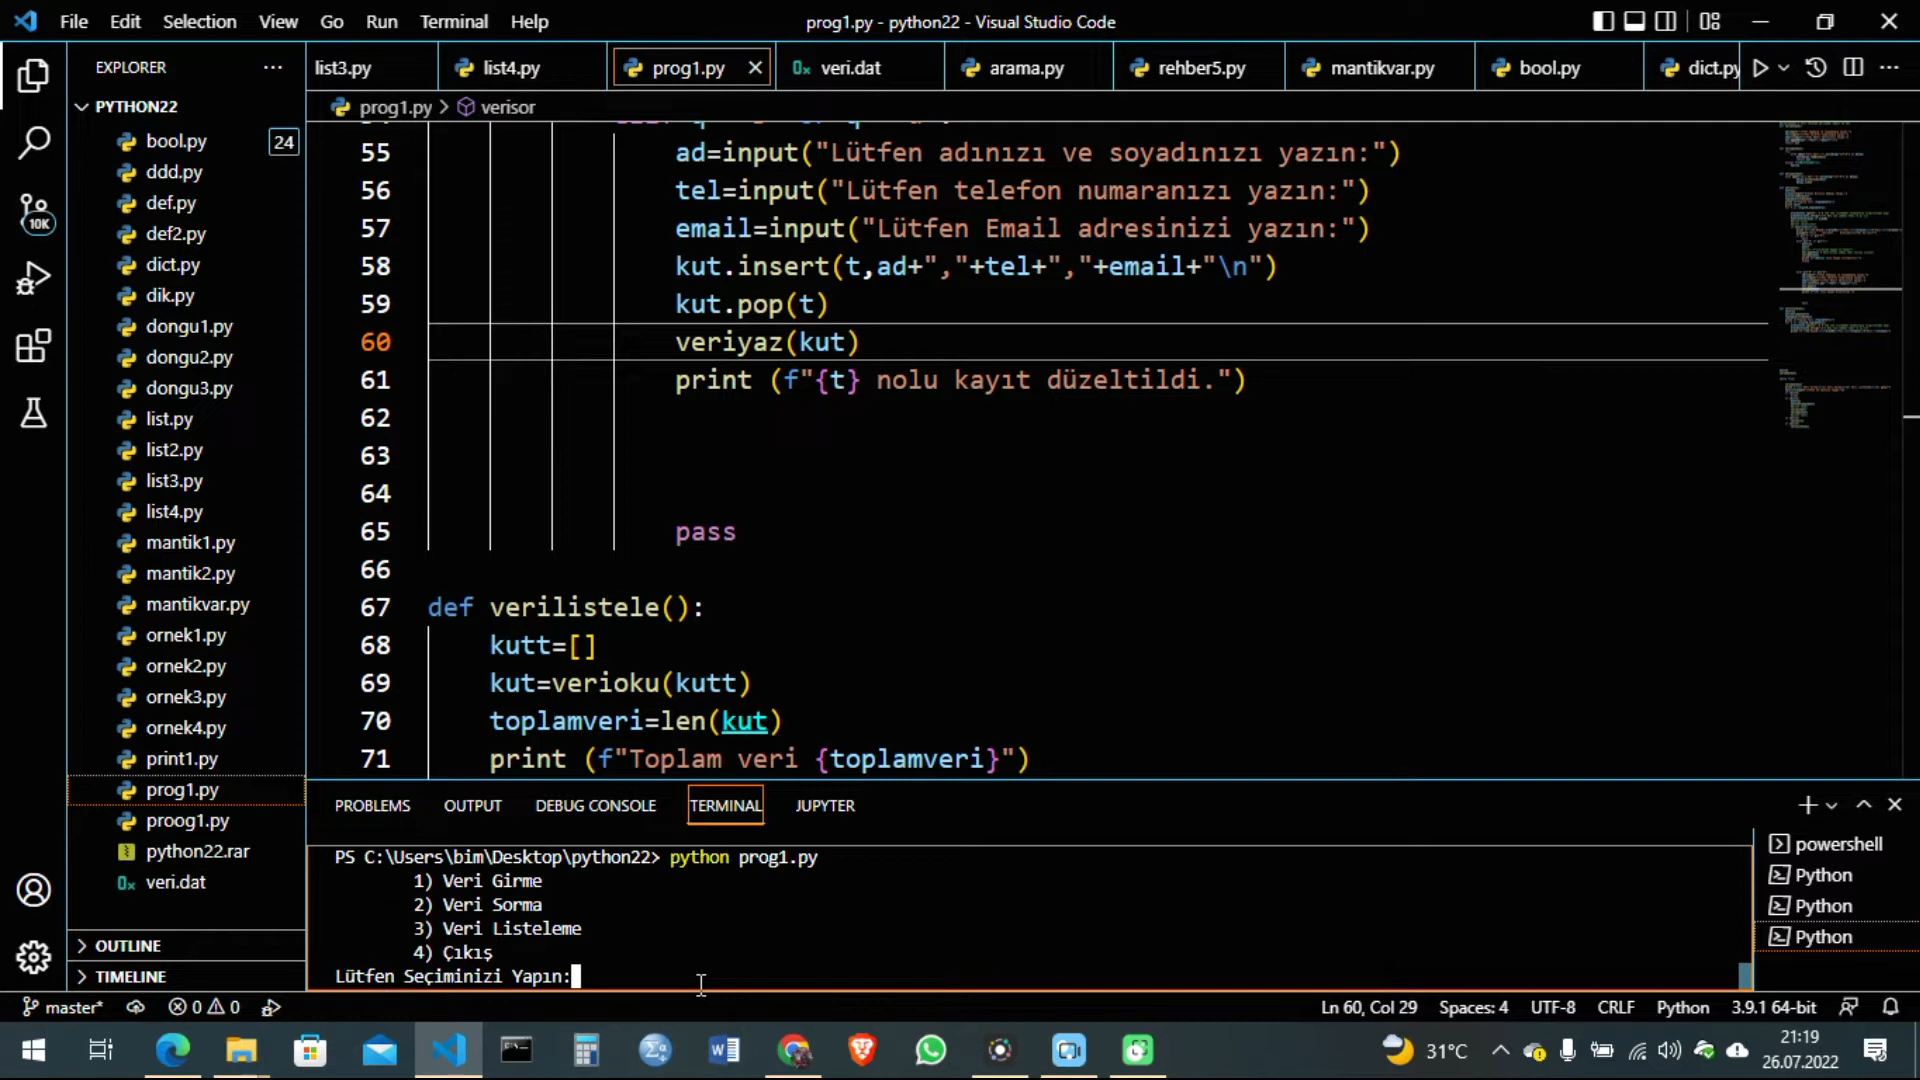 File Edit Selection View Go Run Terminal Help
prog1.py - python22 - Visual Studio Code
EXPLORER
PYTHON22
bool.py
24
ddd.py
def.py
def2.py
dict.py
dik.py
dongu1.py
dongu2.py
dongu3.py
list.py
list2.py
list3.py
list4.py
mantik1.py
mantik2.py
mantikvar.py
ornek1.py
ornek2.py
ornek3.py
ornek4.py
print1.py
prog1.py
proog1.py
python22.rar
veri.dat
OUTLINE
TIMELINE
10K
list3.py list4.py prog1.py veri.dat arama.py rehber5.py mantikvar.py bool.py dict.py
prog1.py > verisor
55 ad=input("Lütfen adınızı ve soyadınızı yazın:")
56 tel=input("Lütfen telefon numaranızı yazın:")
57 email=input("Lütfen Email adresinizi yazın:")
58 kut.insert(t,ad+","+tel+","+email+"\n")
59 kut.pop(t)
60 veriyaz(kut)
61 print (f"{t} nolu kayıt düzeltildi.")
62
63
64
65 pass
66
67 def verilistele():
68 kutt=[]
69 kut=verioku(kutt)
70 toplamveri=len(kut)
71 print (f"Toplam veri {toplamveri}")
PROBLEMS OUTPUT DEBUG CONSOLE TERMINAL JUPYTER
PS C:\Users\bim\Desktop\python22> python prog1.py
1) Veri Girme
2) Veri Sorma
3) Veri Listeleme
4) Çıkış
Lütfen Seçiminizi Yapın:
powershell
Python
Python
Python
master* 0 0 Ln 60, Col 29 Spaces: 4 UTF-8 CRLF Python 3.9.1 64-bit
31°C
21:19
26.07.2022